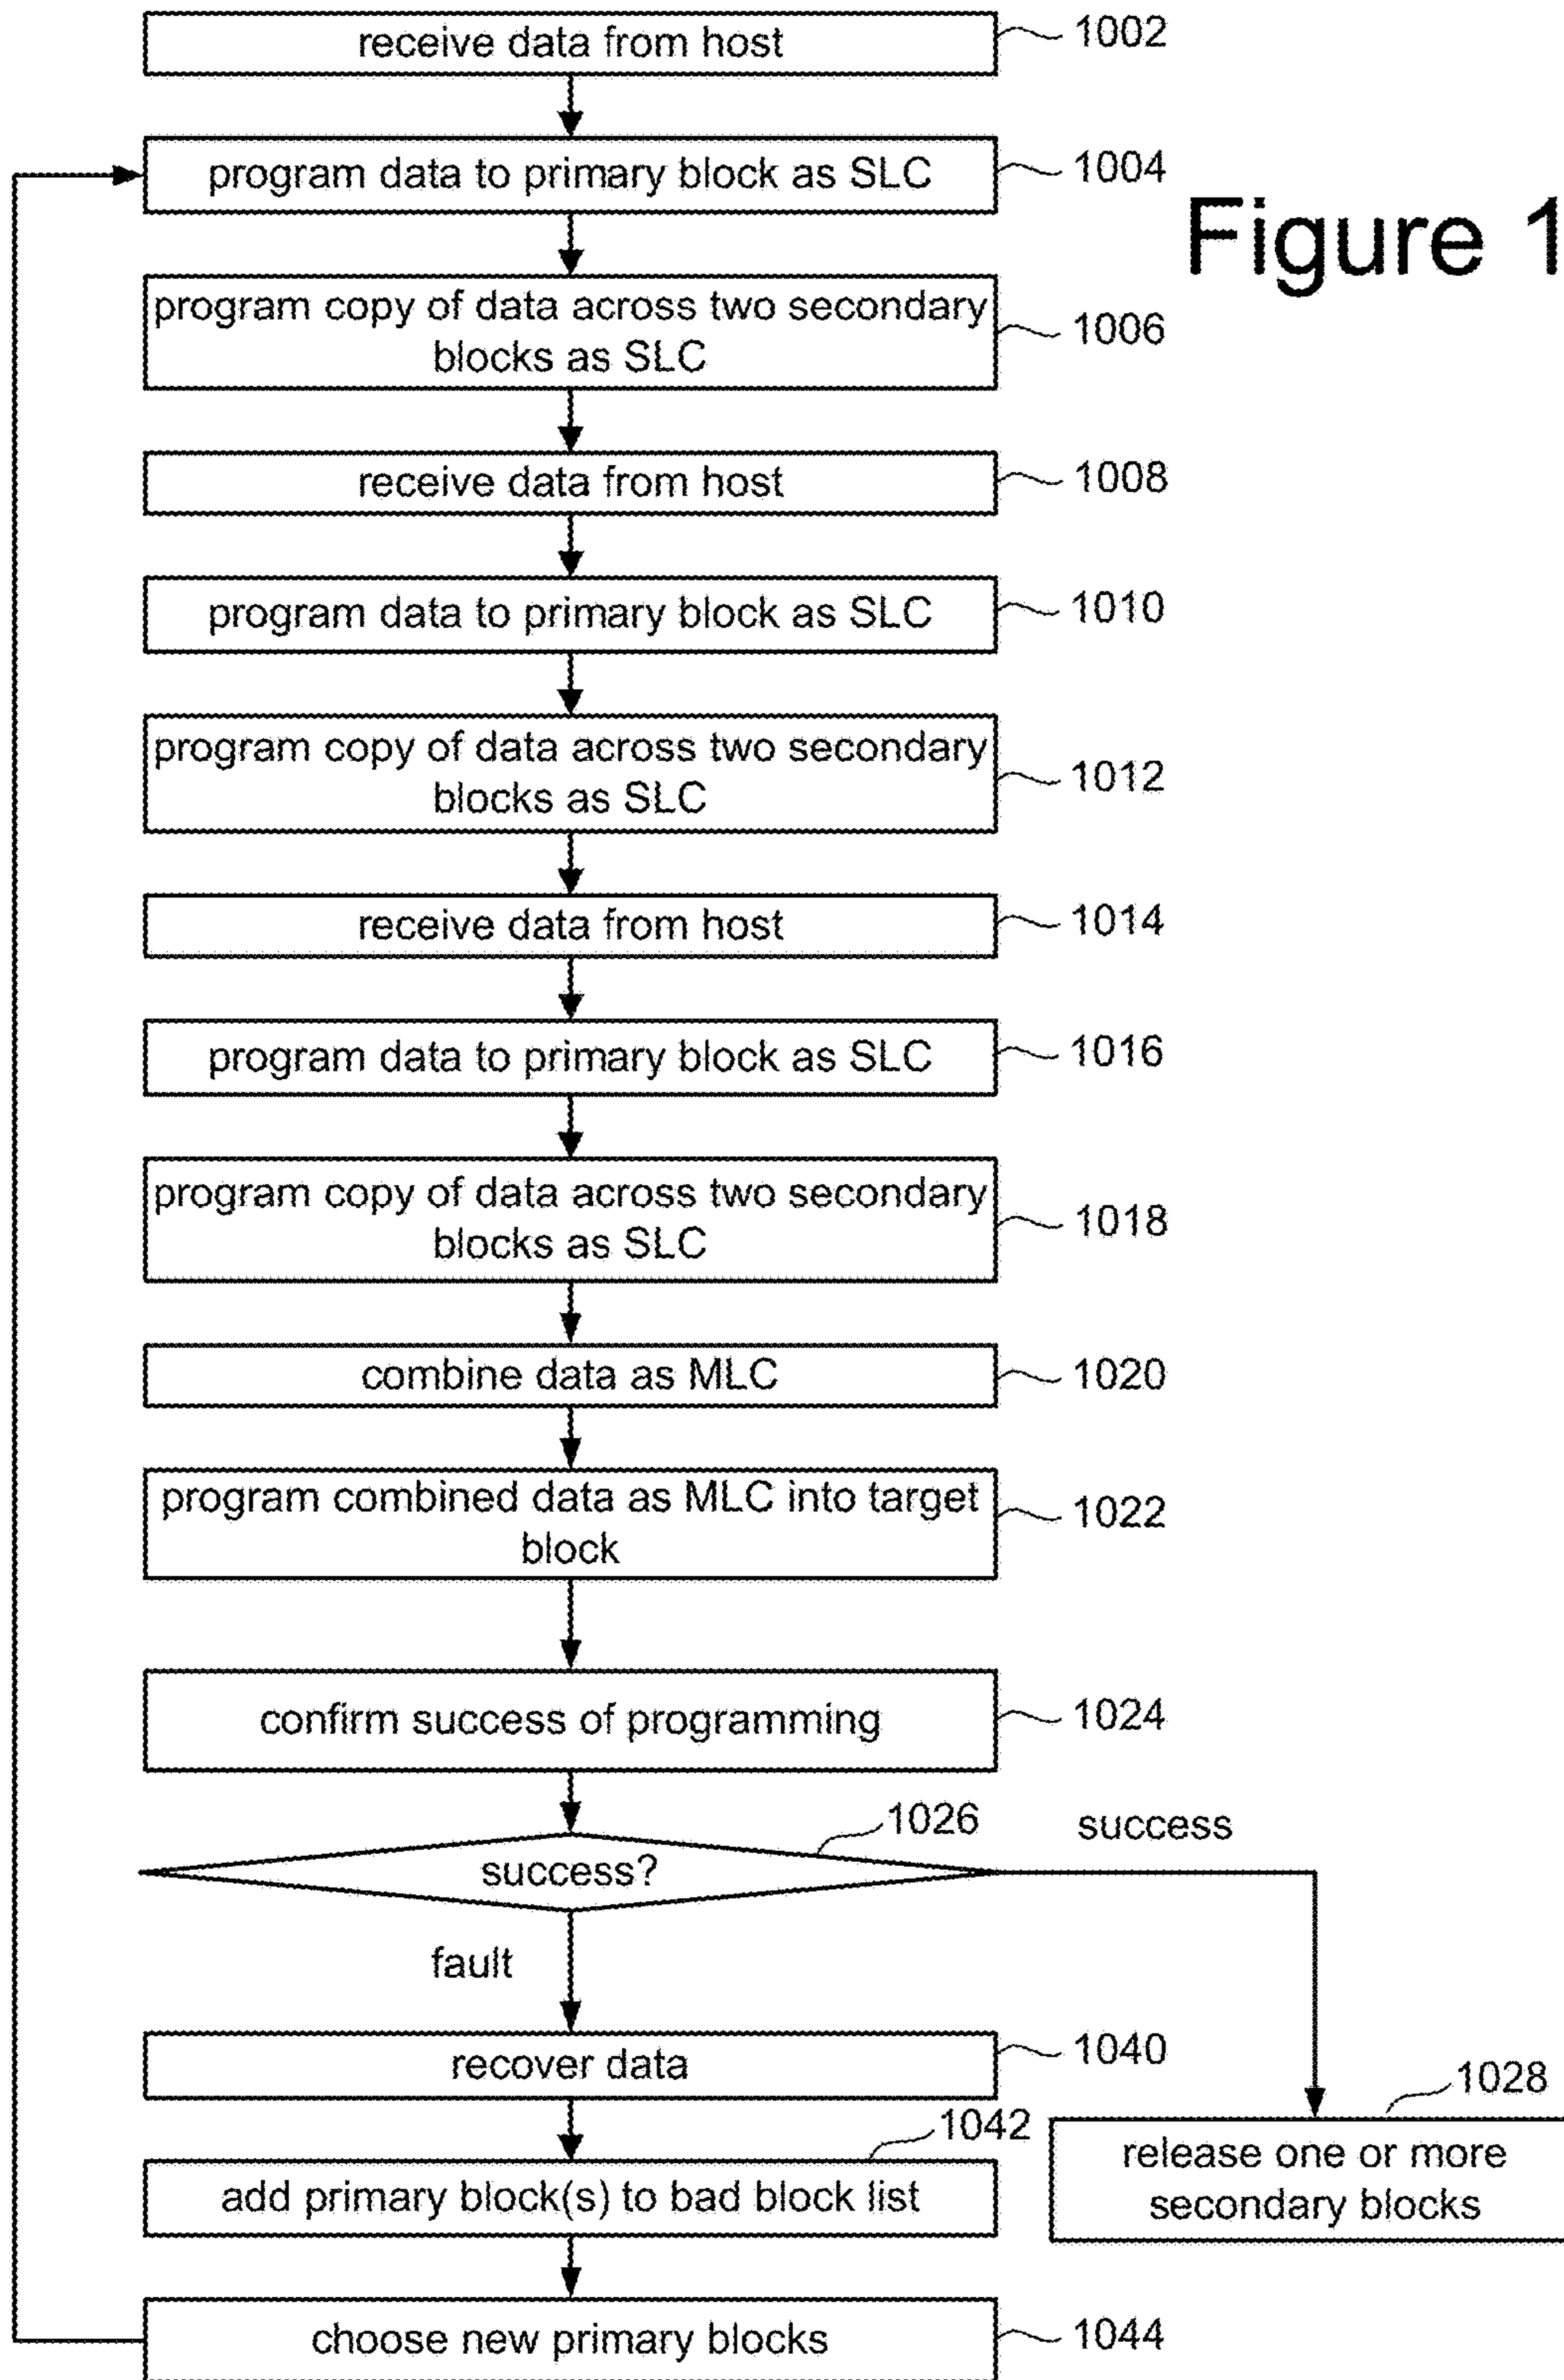 receive data from host
1002
program data to primary block as SLC
1004
Figure 1
program copy of data across two secondary
blocks as SLC
1006
receive data from host
1008
program data to primary block as SLC
1010
program copy of data across two secondary
blocks as SLC
1012
receive data from host
1014
program data to primary block as SLC
1016
program copy of data across two secondary
blocks as SLC
1018
combine data as MLC
1020
program combined data as MLC into target
block
1022
confirm success of programming
1024
1026
success
success?
fault
recover data
1040
1028
1042
release one or more
secondary blocks
add primary block(s) to bad block list
choose new primary blocks
1044